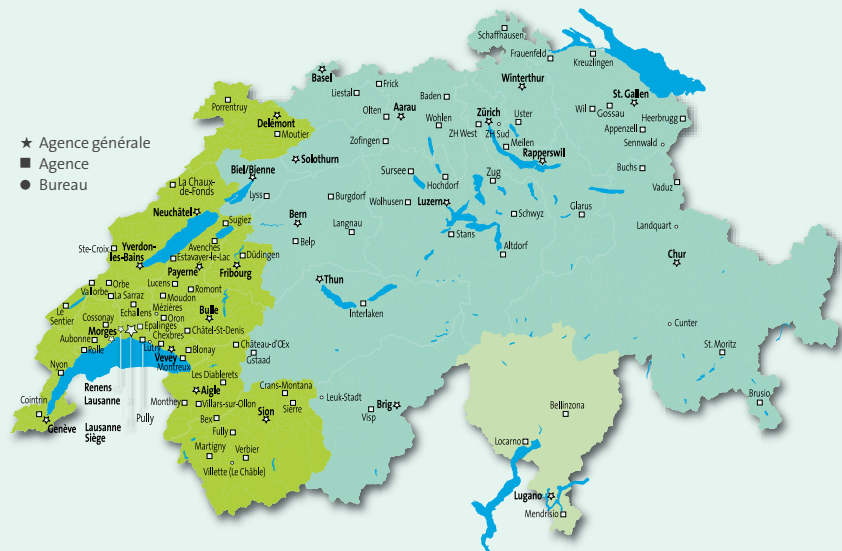 Schaffhausen
Frauenfeld
Kreuzlingen
Basel
Frick
Liestal
Baden
Winterthur
St. Gallen
Porrentruy
Olten
Aarau
Wohlen
Zürich
Uster
Wil
Gossau
Heerbrugg
Delémont
Moutier
ZH West
ZH Sud
Appenzell
★ Agence générale
■ Agence
● Bureau
Zofingen
Meilen
Sennwald
Solothurn
Rapperswil
Biel/Bienne
Sursee
Hochdorf
Zug
Buchs
Vaduz
La Chaux-
de-Fonds
Lyss
Burgdorf
Wolhusen
Luzern
Neuchâtel
Sugiez
Bern
Langnau
Schwyz
Glarus
Landquart
Ste-Croix
Yverdon-
les-Bains
Avenches
Estavayer-le-Lac
Düdingen
Belp
Stans
Altdorf
Chur
Payerne
Fribourg
Thun
Orbe
Vallorbe
La Sarraz
Lucens
Romont
Moudon
Interlaken
Le
Sentier
Echallens
Mézières
Oron
Bulle
Cossonay
Epalinges
Châtel-St-Denis
Cunter
Morges
Chexbres
Aubonne
Rolle
Lutry
Vevey
Blonay
Château-d'Œx
Gstaad
St. Moritz
Montreux
Nyon
Les Diablerets
Renens
Lausanne
Aigle
Crans-Montana
Leuk-Stadt
Brig
Brusio
Monthey
Villars-sur-Ollon
Sion
Sierre
Visp
Bellinzona
Cointrin
Genève
Lausanne
Siège
Pully
Bex
Fully
Martigny
Verbier
Villette (Le Châble)
Locarno
Lugano
Mendrisio